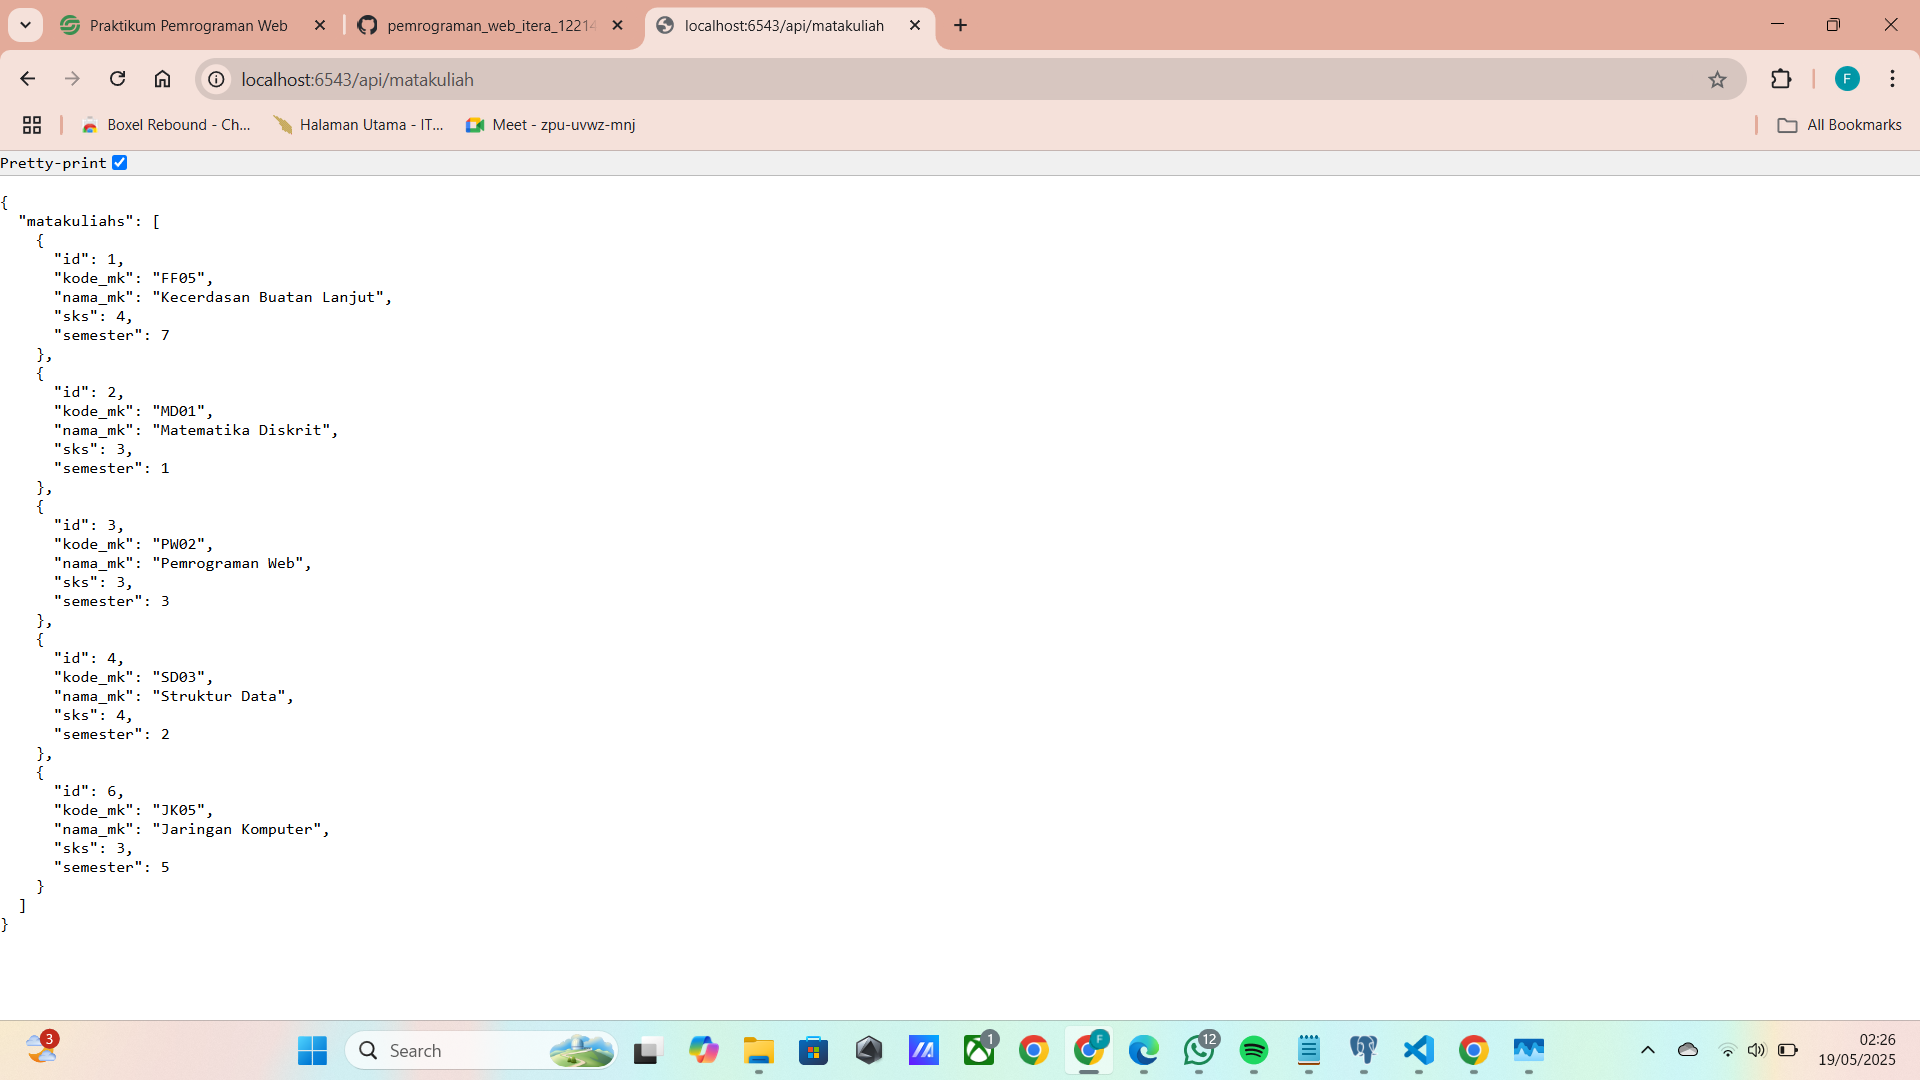 Praktikum Pemrograman Web
pemrograman_web_itera_12214
localhost:6543/api/matakuliah
localhost:6543/api/matakuliah
F
Boxel Rebound - Ch...
Halaman Utama - IT...
Meet - zpu-uvwz-mnj
All Bookmarks
Pretty-print
{
  "matakuliahs": [
    {
      "id": 1,
      "kode_mk": "FF05",
      "nama_mk": "Kecerdasan Buatan Lanjut",
      "sks": 4,
      "semester": 7
    },
    {
      "id": 2,
      "kode_mk": "MD01",
      "nama_mk": "Matematika Diskrit",
      "sks": 3,
      "semester": 1
    },
    {
      "id": 3,
      "kode_mk": "PW02",
      "nama_mk": "Pemrograman Web",
      "sks": 3,
      "semester": 3
    },
    {
      "id": 4,
      "kode_mk": "SD03",
      "nama_mk": "Struktur Data",
      "sks": 4,
      "semester": 2
    },
    {
      "id": 6,
      "kode_mk": "JK05",
      "nama_mk": "Jaringan Komputer",
      "sks": 3,
      "semester": 5
    }
  ]
}
3
Search
1
F
12
02:26
19/05/2025